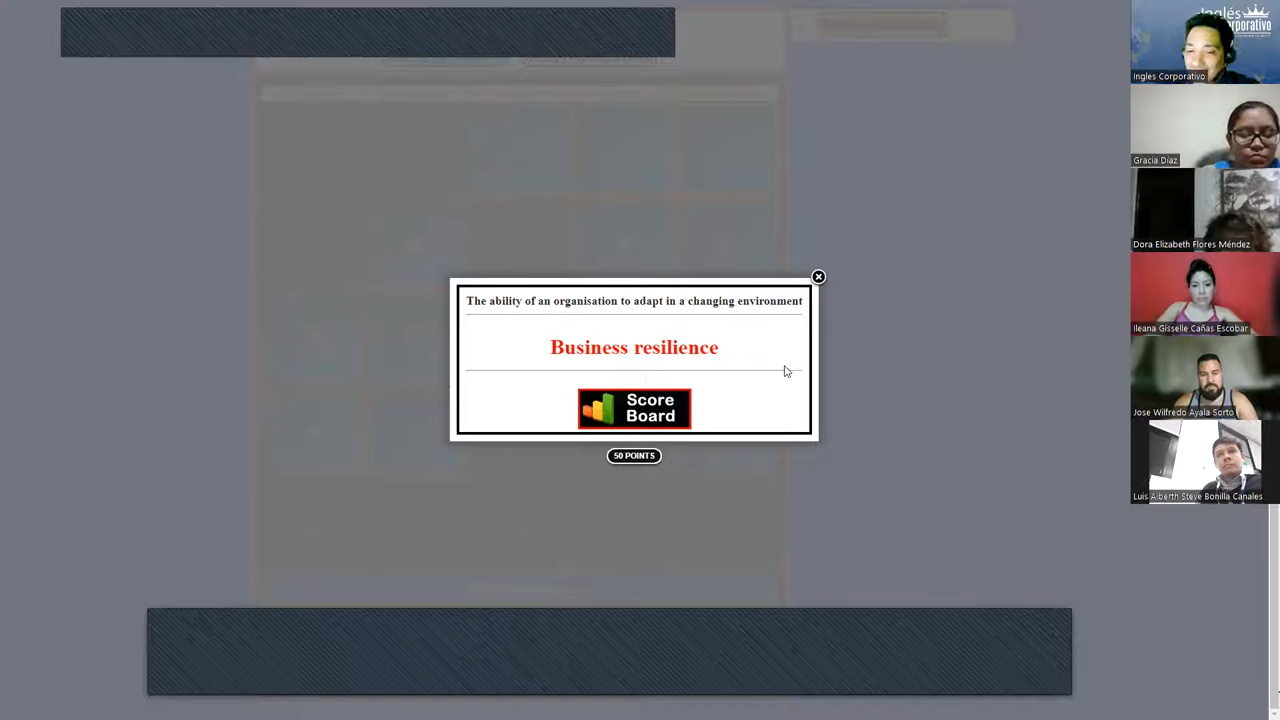 Inglés
Corporativo
Ingles Corporativo
Gracia Díaz
Dora Elizabeth Flores Méndez
The ability of an organisation to adapt in a changing environment
Ileana Gisselle Cañas Escobar
Business resilience
Score
Board
Jose Wilfredo Ayala Sorto
50 POINTS
Luis Alberth Steve Bonilla Canales